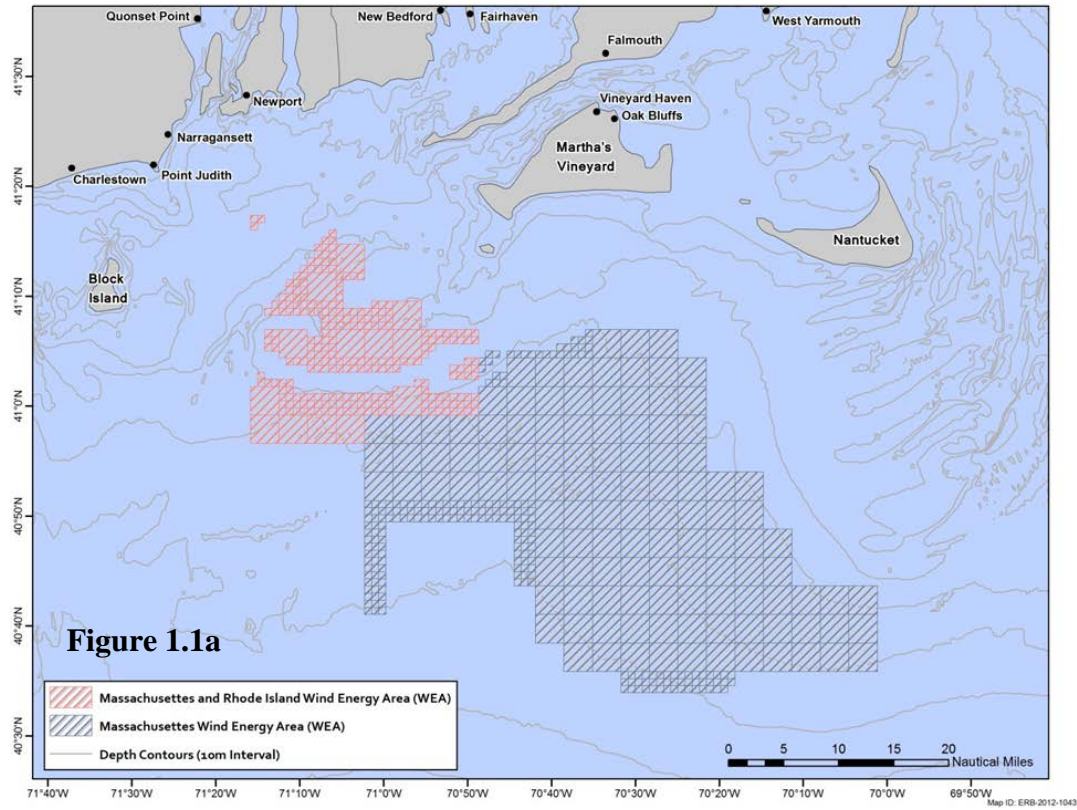 Quonset Point
New Bedford
Fairhaven
West Yarmouth
Falmouth
41°30'N
Newport
Vineyard Haven
Oak Bluffs
Narragansett
Martha's
Vineyard
Charlestown
Point Judith
41°20'N
Nantucket
Block
Island
41°10'N
41°0'N
40°50'N
40°40'N
Figure 1.1a
Massachusettes and Rhode Island Wind Energy Area (WEA)
Massachusettes Wind Energy Area (WEA)
Depth Contours (10m Interval)
40°30'N
0 5 10 15 20
Nautical Miles
71°40'W 71°30'W 71°20'W 71°10'W 71°0'W 70°50'W 70°40'W 70°30'W 70°20'W 70°10'W 70°0'W 69°50'W
Map ID: ERB-2012-1043